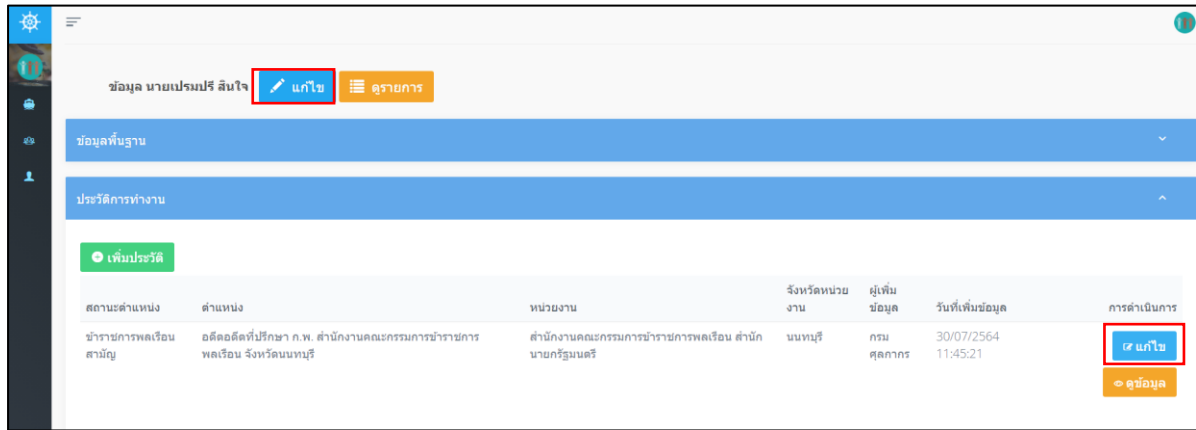 ข้อมูล นายเปรมปรี สินใจ แก้ไข ดูรายการ
ข้อมูลพื้นฐาน
ประวัติการทำงาน
เพิ่มประวัติ
สถานะตำแหน่ง ตำแหน่ง หน่วยงาน จังหวัดหน่วย ผู้เพิ่ม วันที่เพิ่มข้อมูล การดำเนินการ
งาน ข้อมูล
ข้าราชการพลเรือน อดีตอดีตที่ปรึกษา ก.พ. สำนักงานคณะกรรมการข้าราชการ สำนักงานคณะกรรมการข้าราชการพลเรือน สำนัก นนทบุรี กรม 30/07/2564 แก้ไข
สามัญ พลเรือน จังหวัดนนทบุรี นายกรัฐมนตรี ศุลกากร 11:45:21
ดูข้อมูล